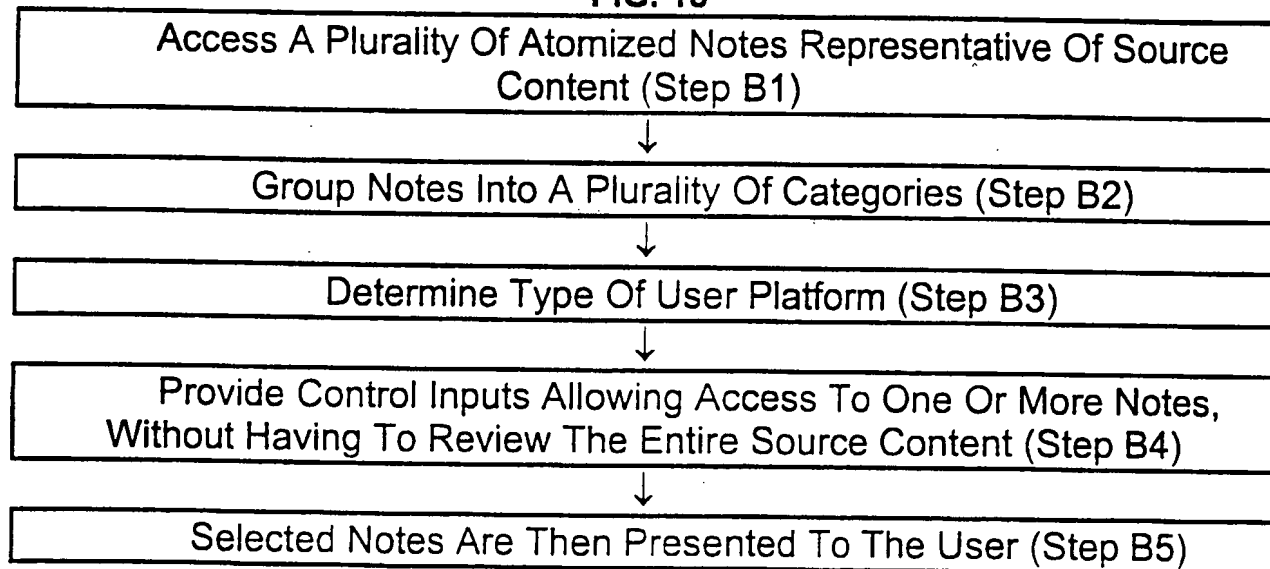 Access A Plurality Of Atomized Notes Representative Of Source
Content (Step B1)
Group Notes Into A Plurality Of Categories (Step B2)
Determine Type Of User Platform (Step B3)
Provide Control Inputs Allowing Access To One Or More Notes,
Without Having To Review The Entire Source Content (Step B4)
Selected Notes Are Then Presented To The User (Step B5)